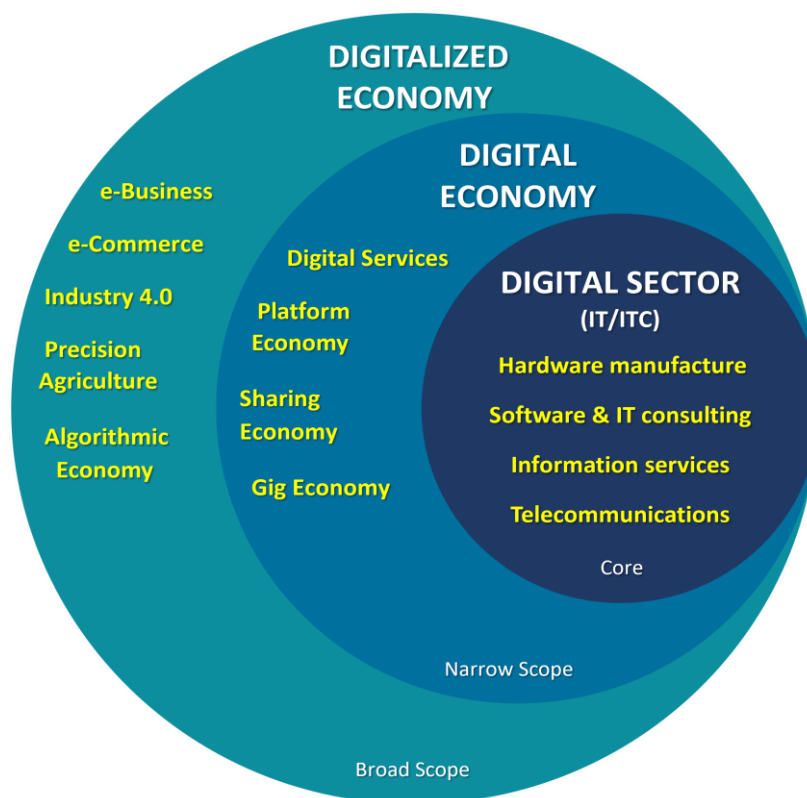 DIGITALIZED
ECONOMY
e-Business
e-Commerce
Industry 4.0
Precision
Agriculture
Algorithmic
Economy
Broad Scope
DIGITAL
ECONOMY
Digital Services
Platform
Economy
Sharing
Economy
Gig Economy
Narrow Scope
DIGITAL SECTOR
(IT/ITC)
Hardware manufacture
Software & IT consulting
Information services
Telecommunications
Core